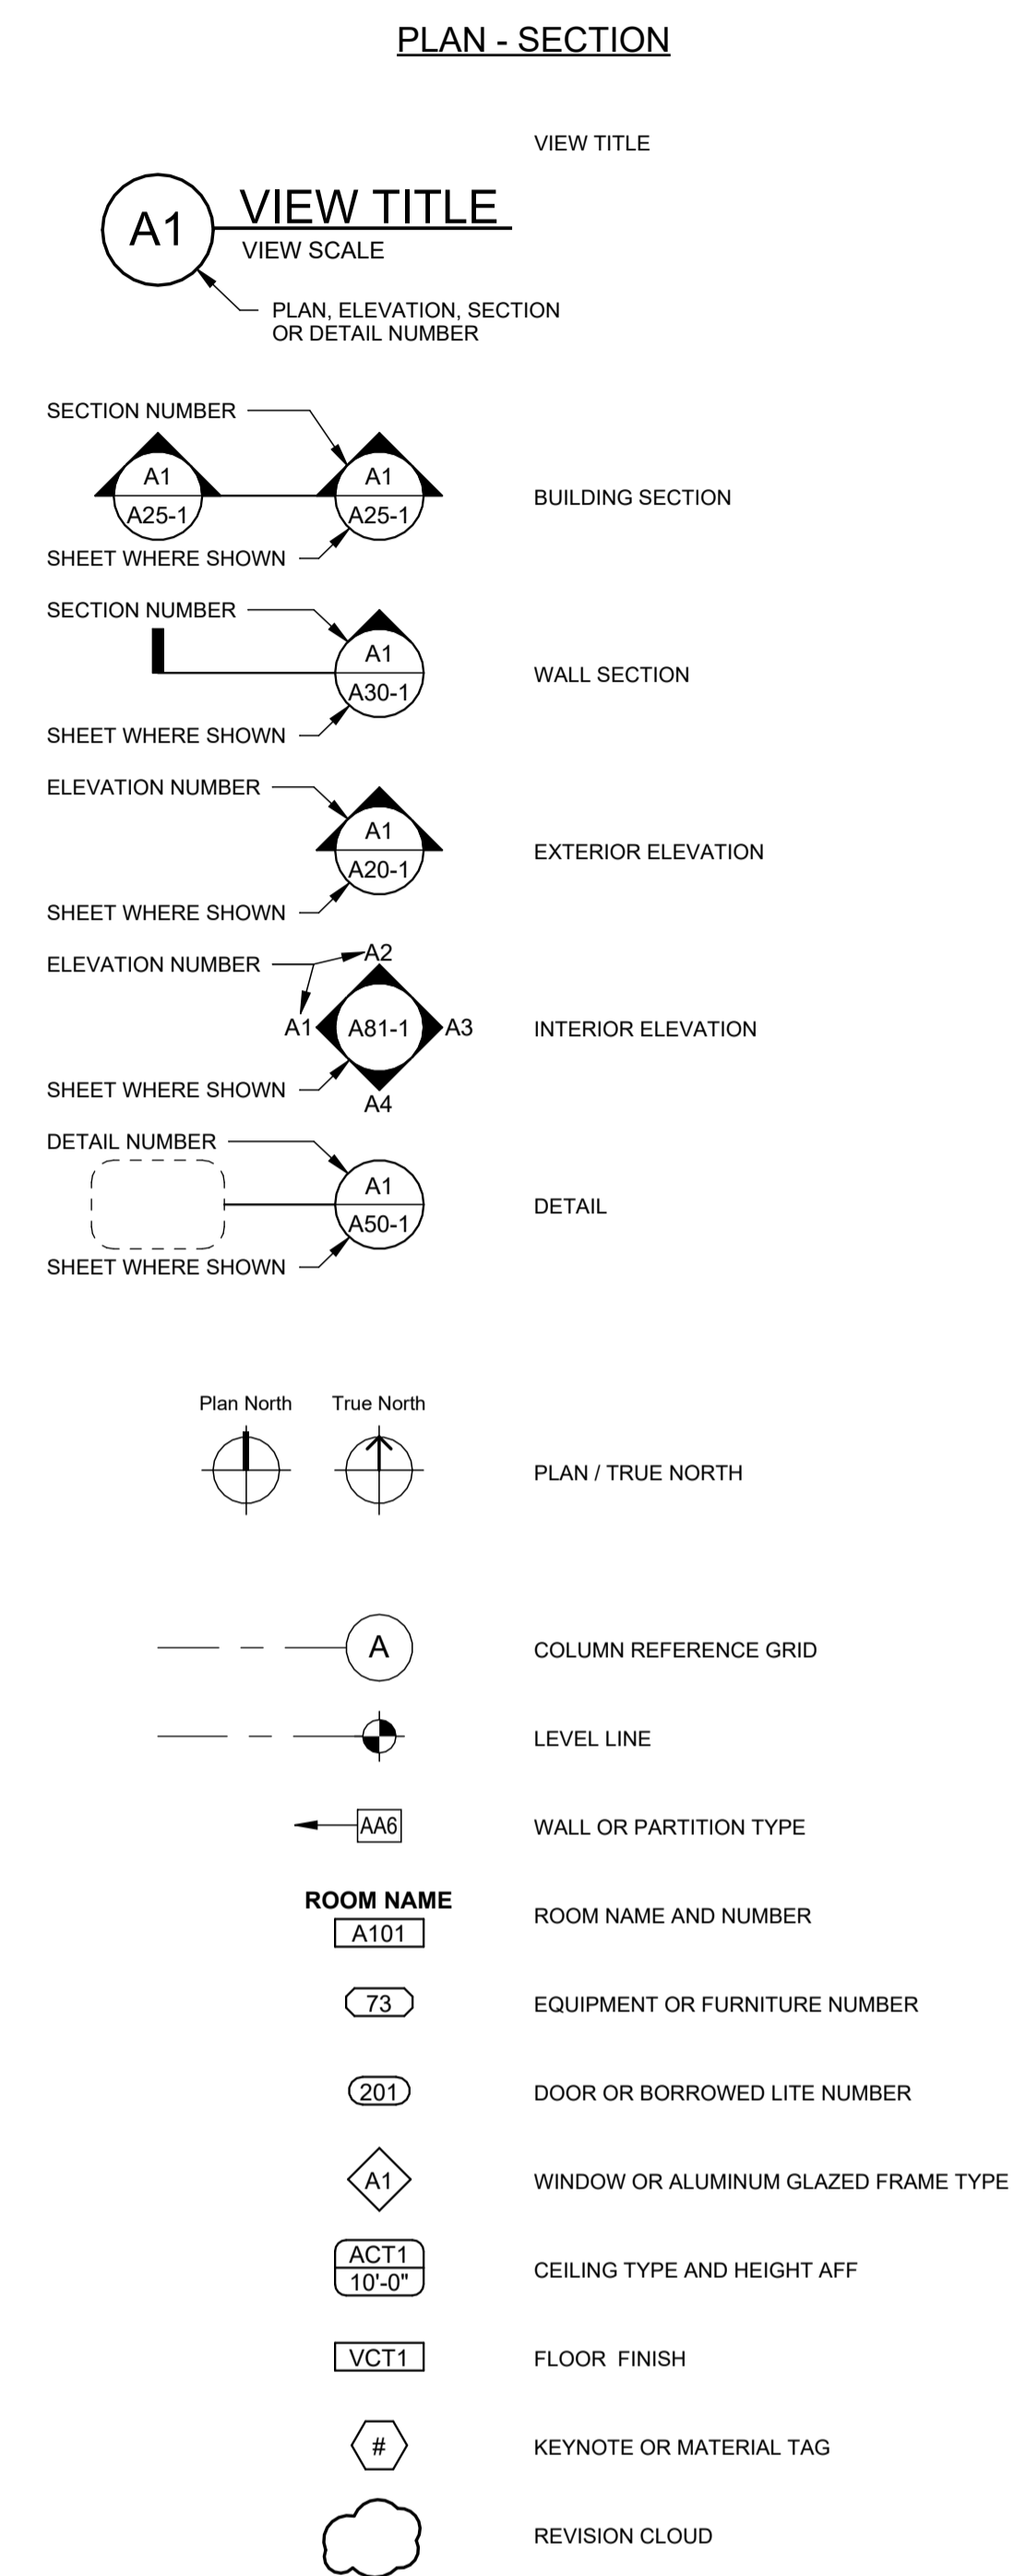 PLAN - SECTION
VIEW TITLE
A1
VIEW TITLE
VIEW SCALE
PLAN, ELEVATION, SECTION
OR DETAIL NUMBER
SECTION NUMBER
A1
A25-1
A1
A25-1
SHEET WHERE SHOWN
BUILDING SECTION
SECTION NUMBER
A1
A30-1
SHEET WHERE SHOWN
WALL SECTION
ELEVATION NUMBER
A1
A20-1
SHEET WHERE SHOWN
EXTERIOR ELEVATION
ELEVATION NUMBER
A2
A1
A81-1
A3
A4
SHEET WHERE SHOWN
INTERIOR ELEVATION
DETAIL NUMBER
A1
A50-1
SHEET WHERE SHOWN
DETAIL
Plan North
True North
PLAN / TRUE NORTH
A
COLUMN REFERENCE GRID
LEVEL LINE
AA6
WALL OR PARTITION TYPE
ROOM NAME
A101
ROOM NAME AND NUMBER
73
EQUIPMENT OR FURNITURE NUMBER
201
DOOR OR BORROWED LITE NUMBER
A1
WINDOW OR ALUMINUM GLAZED FRAME TYPE
ACT1
10'-0"
CEILING TYPE AND HEIGHT AFF
VCT1
FLOOR FINISH
#
KEYNOTE OR MATERIAL TAG
REVISION CLOUD